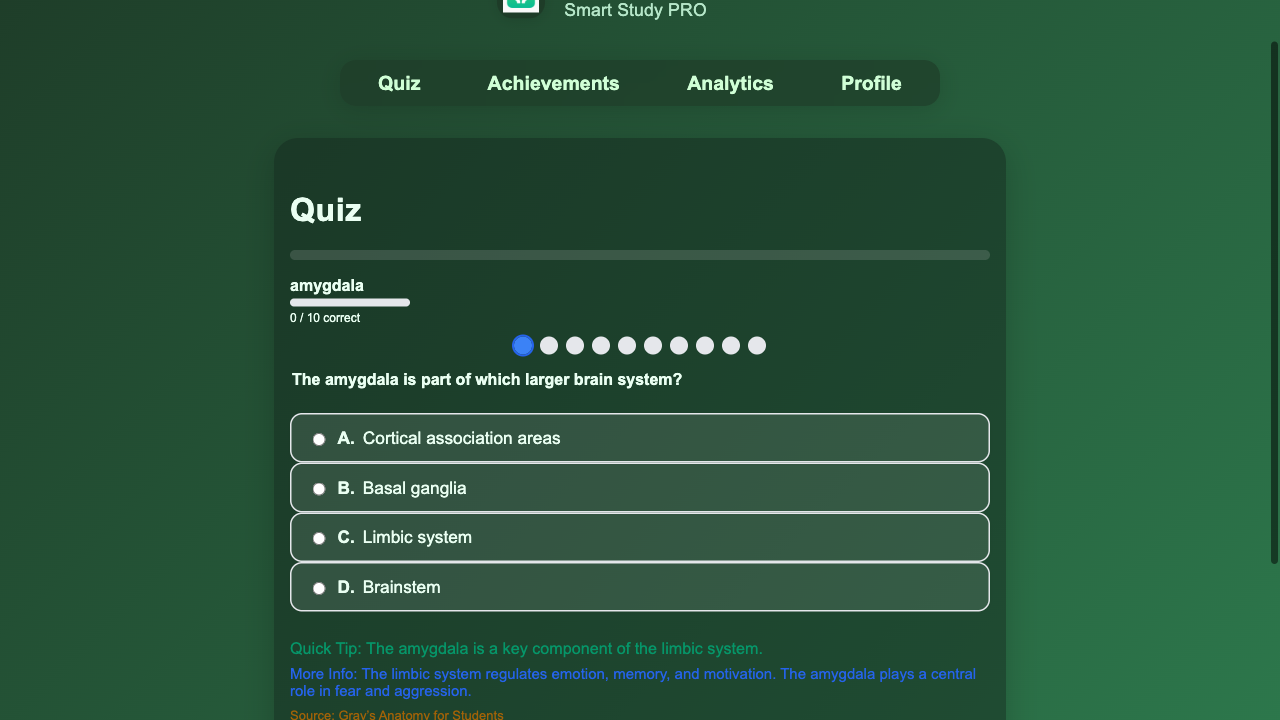 Smart Study PRO
Quiz
Achievements
Analytics
Profile
Quiz
amygdala
0 / 10 correct
The amygdala is part of which larger brain system?
A. Cortical association areas
B. Basal ganglia
C. Limbic system
D. Brainstem
Quick Tip: The amygdala is a key component of the limbic system.
More Info: The limbic system regulates emotion, memory, and motivation. The amygdala plays a central
role in fear and aggression.
Source: Gray's Anatomy for Students